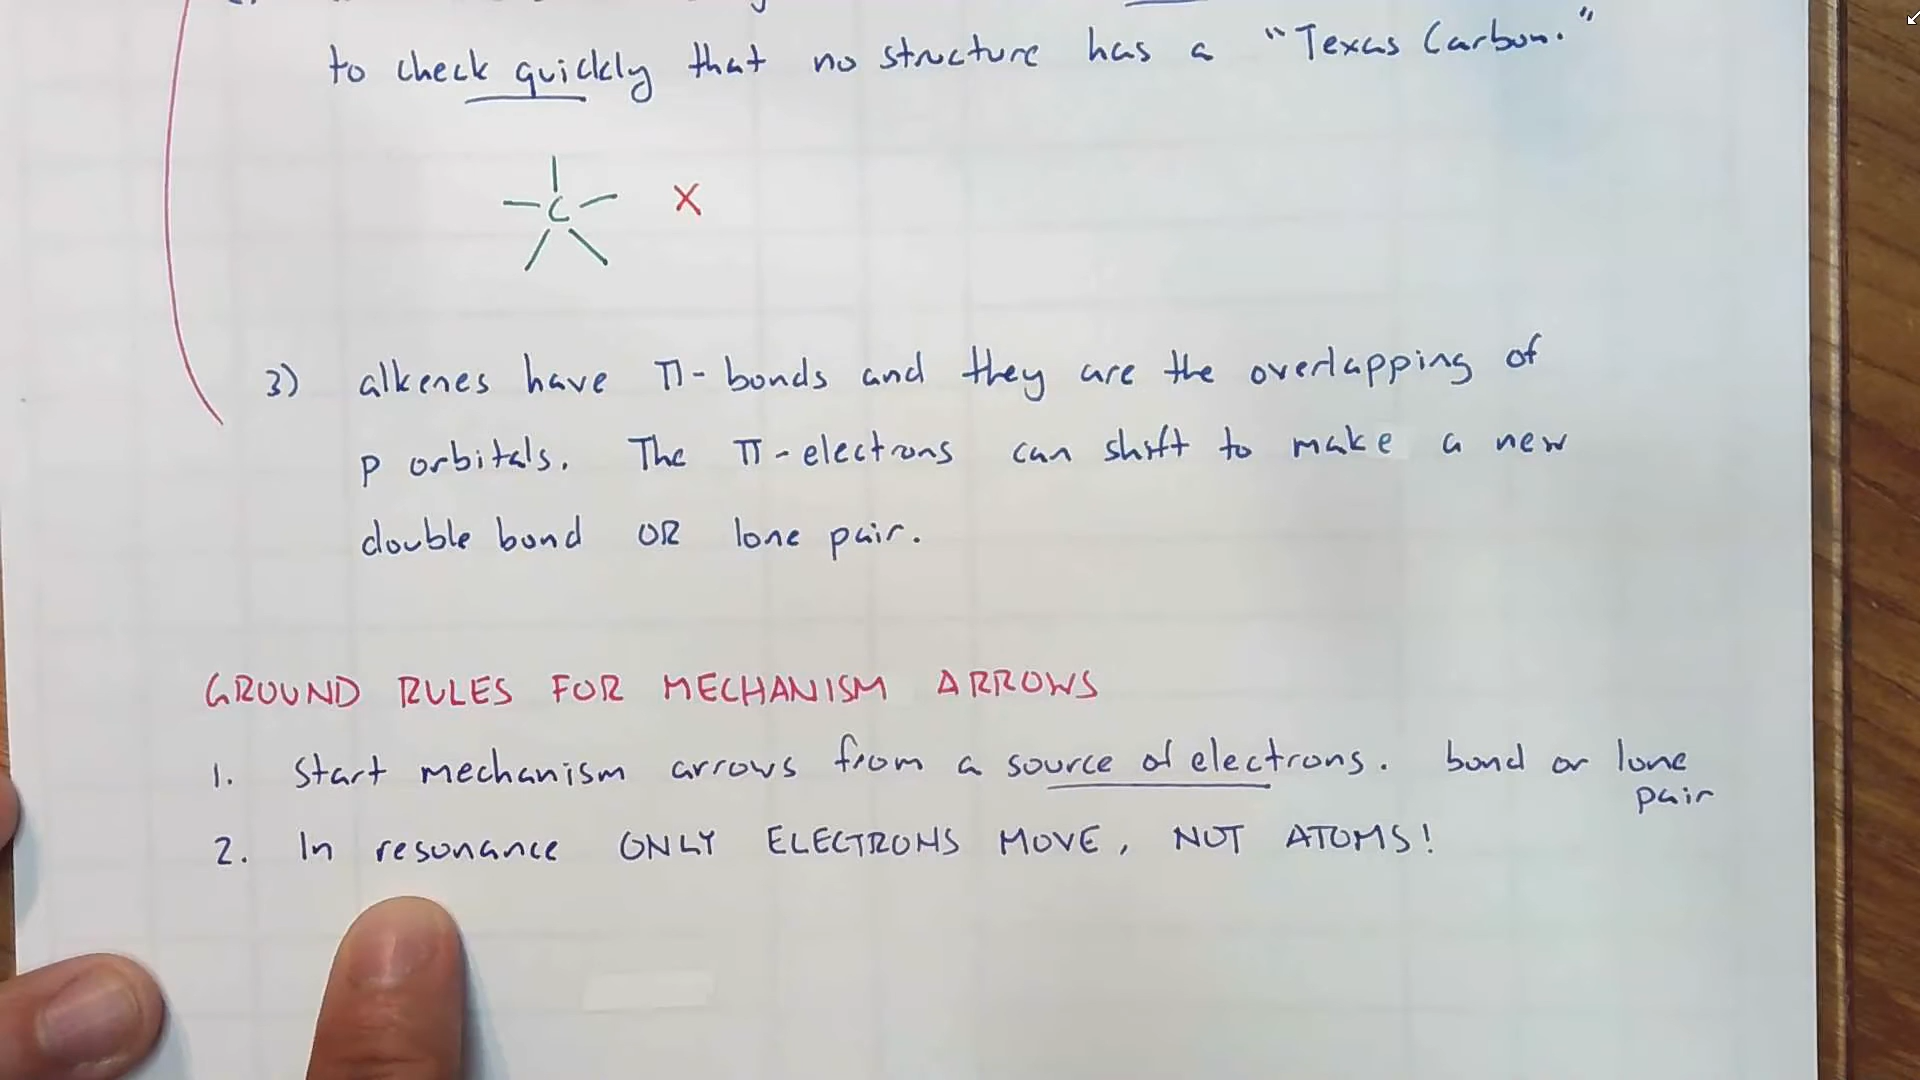 to check quickly that no structure has a "Texas Carbon."
C X
3) alkenes have π-bonds and they are the overlapping of
p orbitals. The π-electrons can shift to make a new
double bond OR lone pair.
GROUND RULES FOR MECHANISM ARROWS
1. Start mechanism arrows from a source of electrons. bond or lone
pair
2. In resonance ONLY ELECTRONS MOVE, NOT ATOMS!